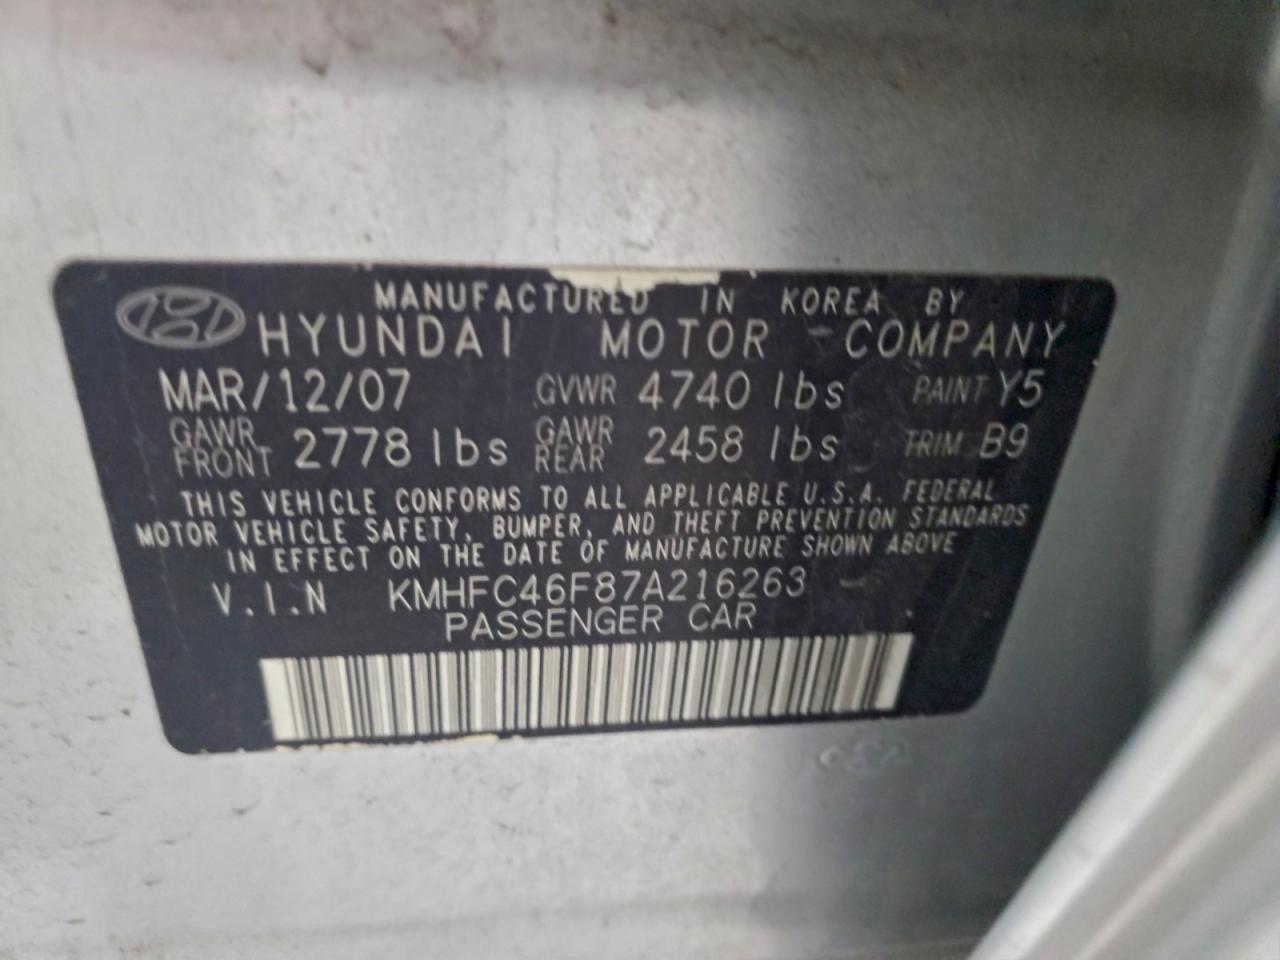 MANUFACTURED IN KOREA BY
HYUNDAI MOTOR COMPANY
MAR/12/07 GVWR 4740 lbs PAINT Y5
GAWR FRONT 2778 lbs GAWR REAR 2458 lbs TRIM B9
THIS VEHICLE CONFORMS TO ALL APPLICABLE U.S.A. FEDERAL
MOTOR VEHICLE SAFETY, BUMPER, AND THEFT PREVENTION STANDARDS
IN EFFECT ON THE DATE OF MANUFACTURE SHOWN ABOVE
V.I.N KMHFC46F87A216263
PASSENGER CAR